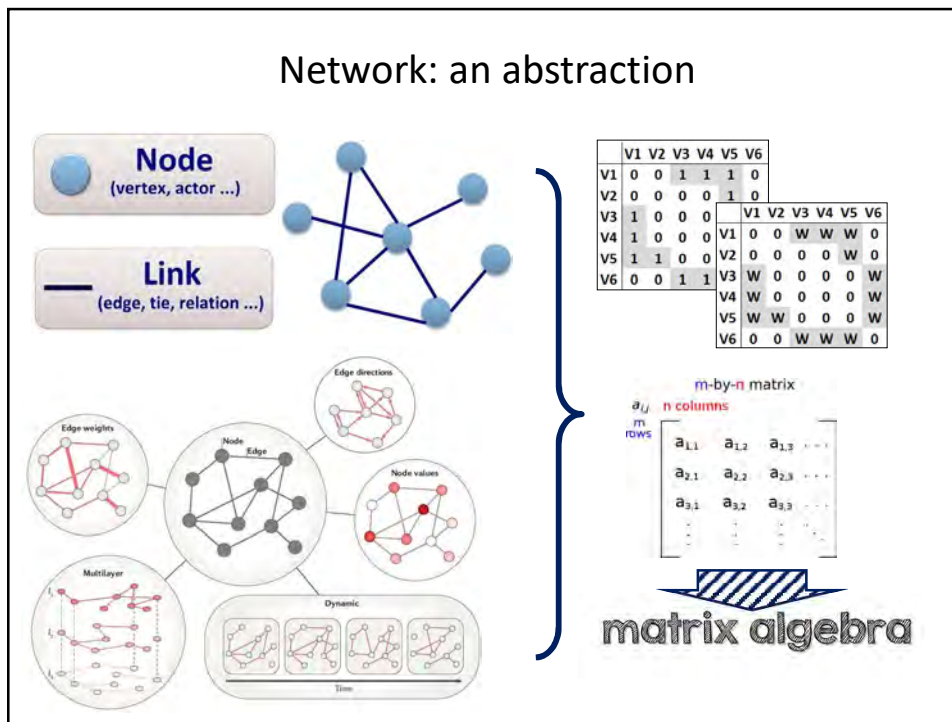 Network: an abstraction
Node
(vertex, actor ...)
Link
(edge, tie, relation ...)
V1 V2 V3 V4 V5 V6
V1 0 0 1 1 1 0
V2 0 0 0 0 1 0
V3 1 0 0 0
V4 1 0 0 0
V5 1 1 0 0
V6 0 0 1 1
V1 V2 V3 V4 V5 V6
V1 0 0 W W W 0
V2 0 0 0 0 W 0
V3 W 0 0 0 0 W
V4 W 0 0 0 0 W
V5 W W 0 0 0 W
V6 0 0 W W W 0
Edge directions
Edge weights
Node
Edge
Node values
Multilayer
l1
l2
Dynamic
Time
m-by-n matrix
ai,j n columns
m
rows
a1,1 a1,2 a1,3 . . .
a2,1 a2,2 a2,3 . . .
a3,1 a3,2 a3,3 . . .
matrix algebra